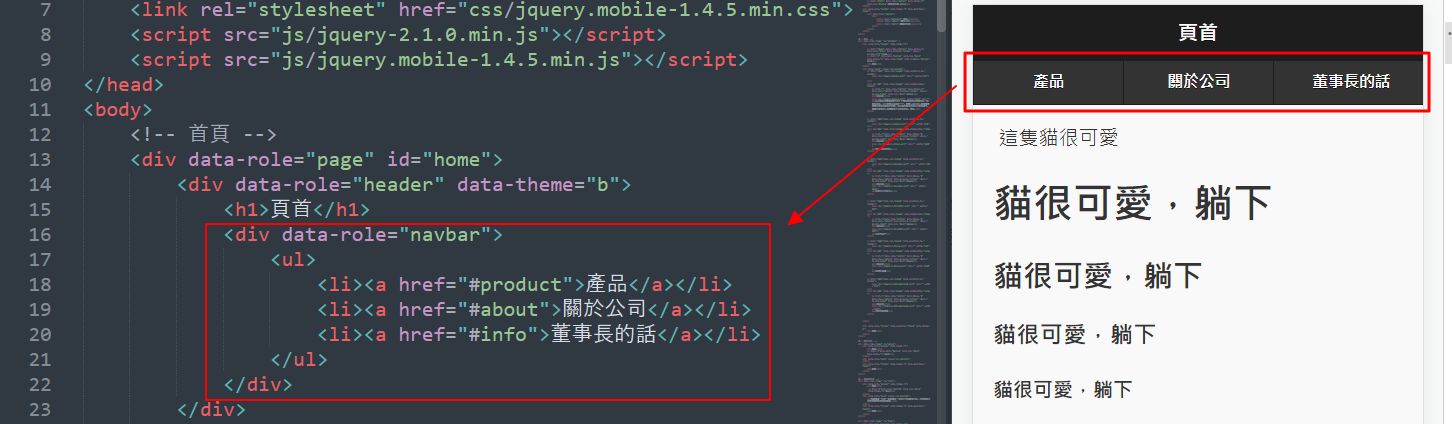 7 <link rel="stylesheet" href="css/jquery.mobile-1.4.5.min.css">
8 <script src="js/jquery-2.1.0.min.js"></script>
9 <script src="js/jquery.mobile-1.4.5.min.js"></script>
10 </head>
11 <body>
12 <!-- 首頁 -->
13 <div data-role="page" id="home">
14 <div data-role="header" data-theme="b">
15 <h1>頁首</h1>
16 <div data-role="navbar">
17 <ul>
18 <li><a href="#product">產品</a></li>
19 <li><a href="#about">關於公司</a></li>
20 <li><a href="#info">董事長的話</a></li>
21 </ul>
22 </div>
23 </div>
頁首
產品 關於公司 董事長的話
這隻貓很可愛
貓很可愛，躺下
貓很可愛，躺下
貓很可愛，躺下
貓很可愛，躺下